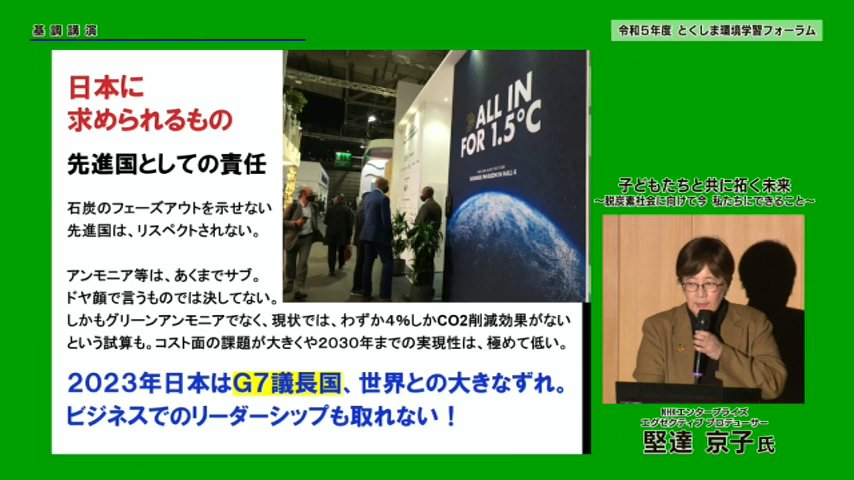 基調講演
令和5年度 とくしま環境学習フォーラム
日本に
求められるもの
先進国としての責任
石炭のフェーズアウトを示せない
先進国は、リスペクトされない。
アンモニア等は、あくまでサブ。
ドヤ顔で言うものでは決してない。
しかもグリーンアンモニアでなく、現状では、わずか4%しかCO2削減効果がない
という試算も。コスト面の課題が大きくや2030年までの実現性は、極めて低い。
2023年日本はG7議長国、世界との大きなずれ。
ビジネスでのリーダーシップも取れない！
ALL IN
FOR 1.5°C
子どもたちと共に拓く未来
～脱炭素社会に向けて今 私たちにできること～
NHKエンタープライズ
エグゼクティブ プロデューサー
堅達 京子氏